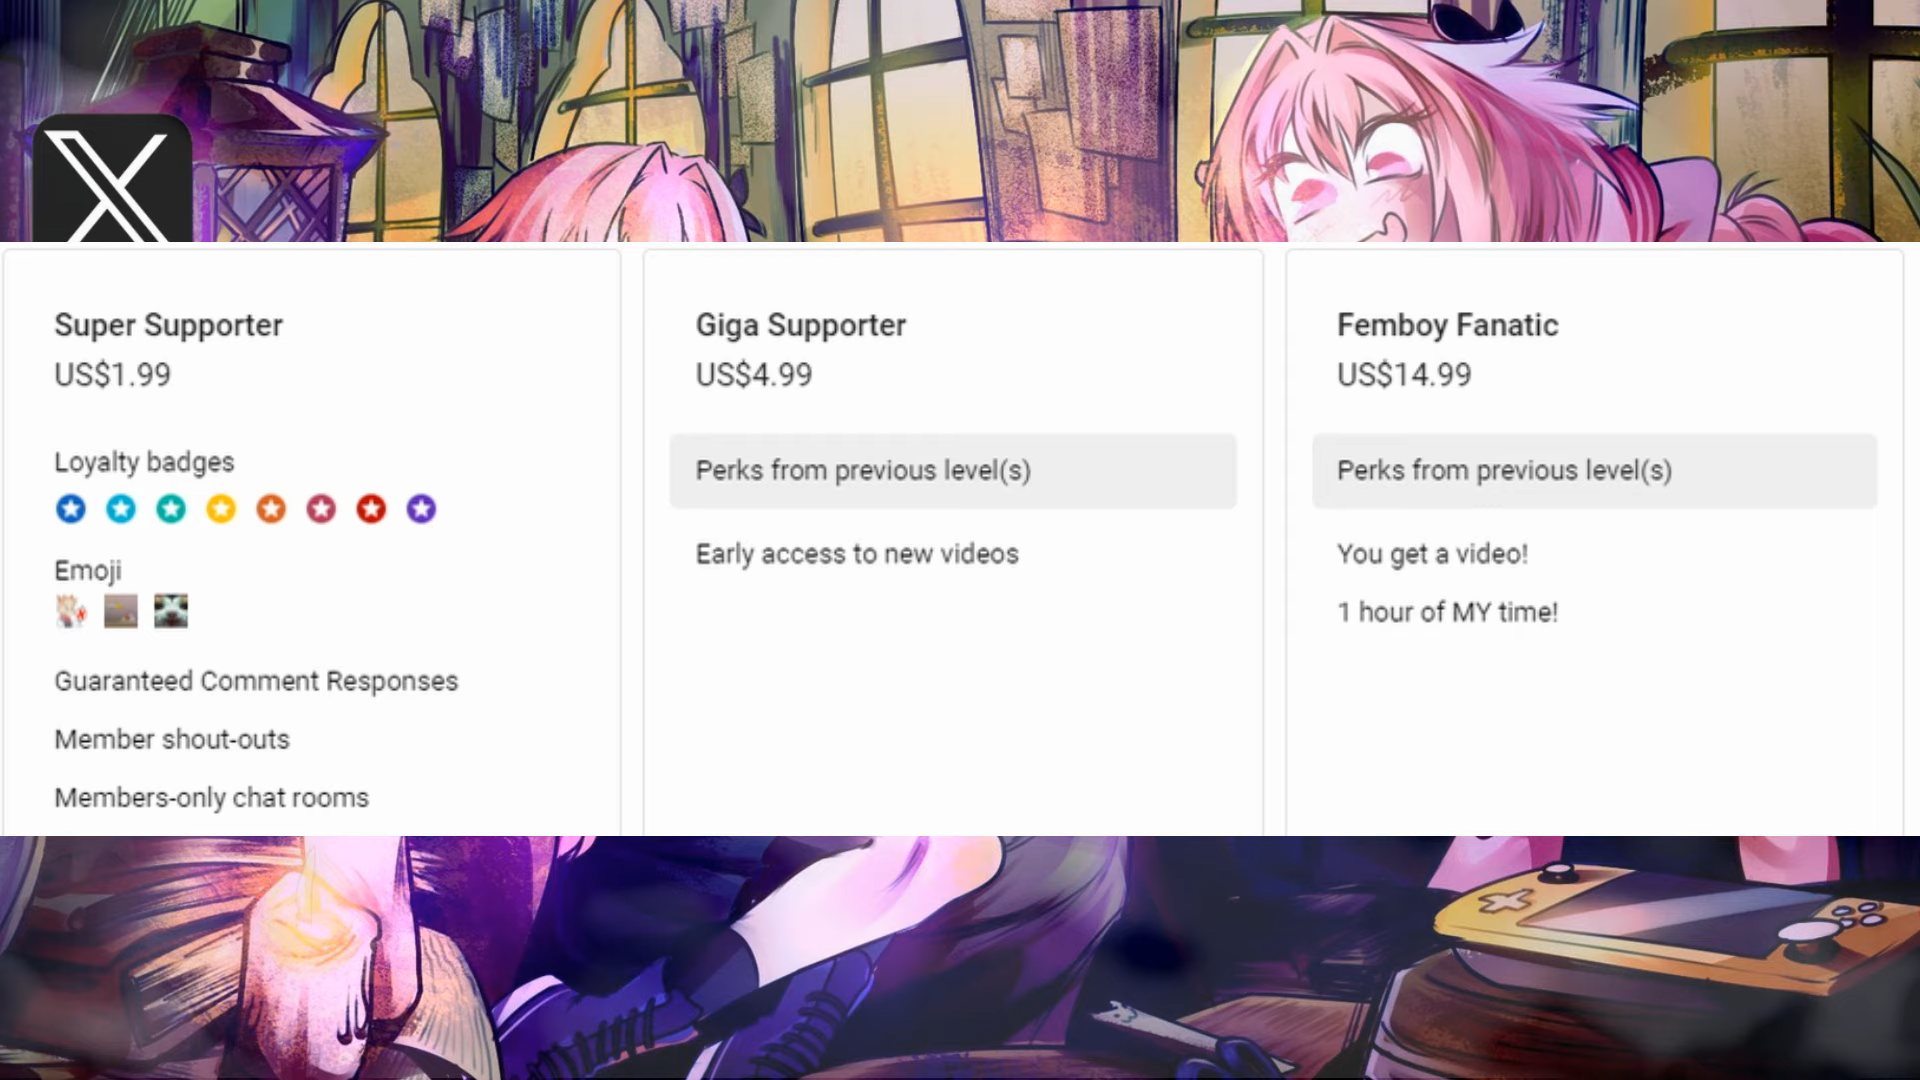 Super Supporter
US$1.99
Loyalty badges
Emoji
Guaranteed Comment Responses
Member shout-outs
Members-only chat rooms
Giga Supporter
US$4.99
Perks from previous level(s)
Early access to new videos
Femboy Fanatic
US$14.99
Perks from previous level(s)
You get a video!
1 hour of MY time!